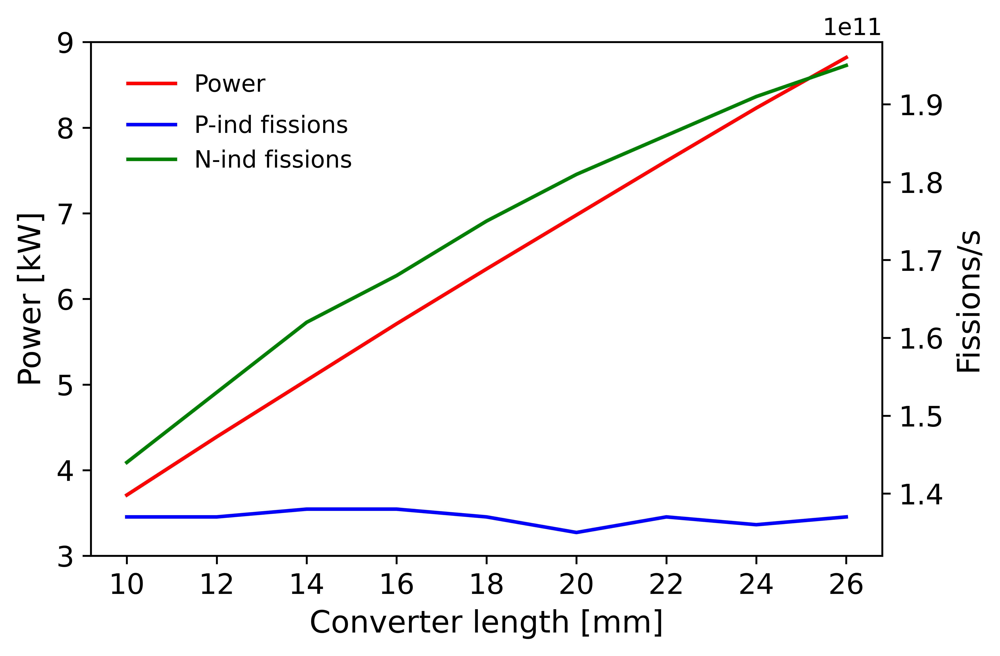 1e11
9
8
7
6
5
4
3
Power [kW]
Power
P-ind fissions
N-ind fissions
1.9
1.8
1.7
1.6
1.5
1.4
Fissions/s
10 12 14 16 18 20 22 24 26
Converter length [mm]